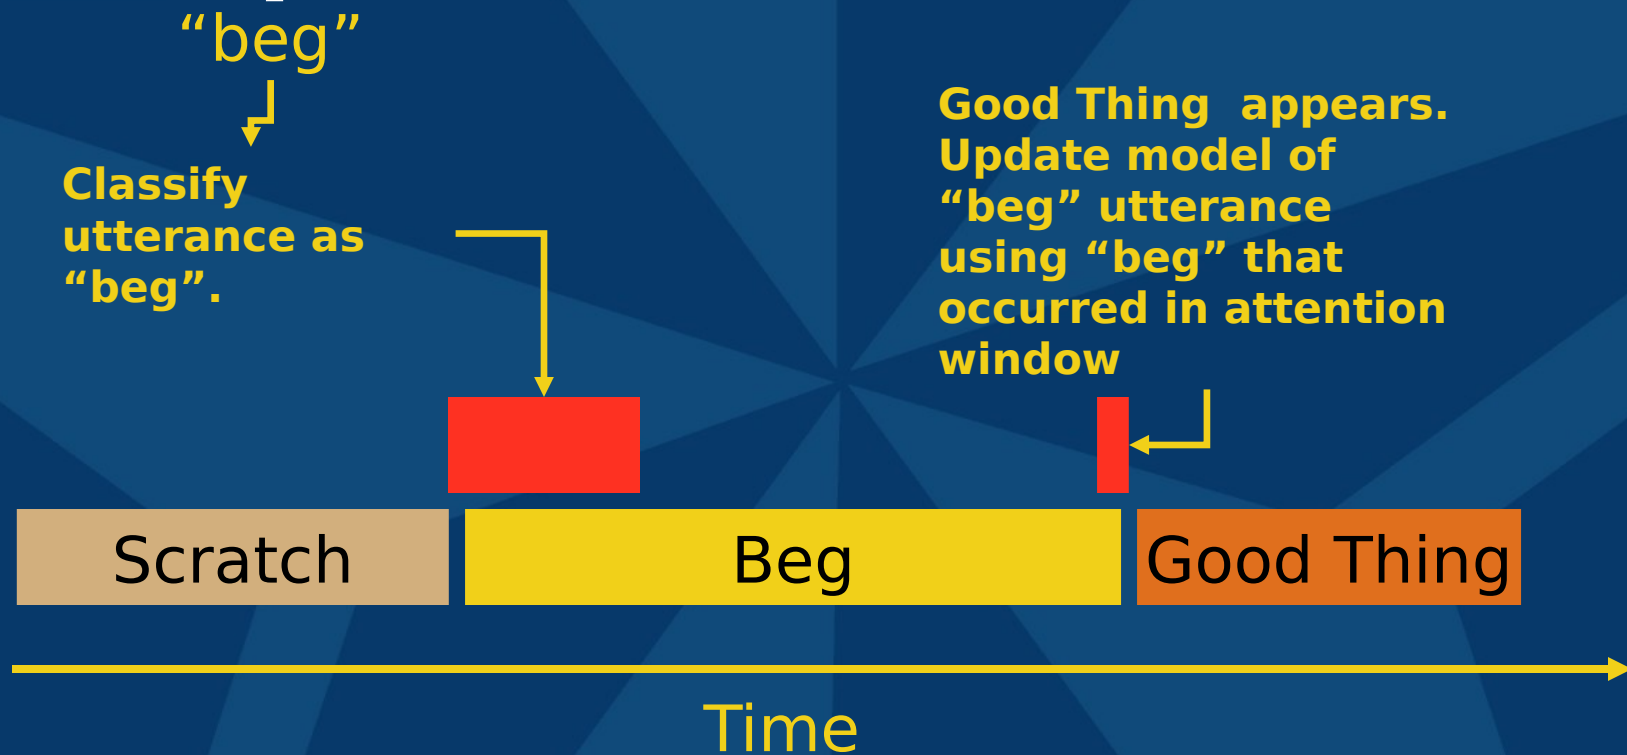 “beg”
Classify
utterance as
“beg”.
Good Thing  appears.
Update model of
“beg” utterance
using “beg” that
occurred in attention
window
Scratch
Beg
Good Thing
Time